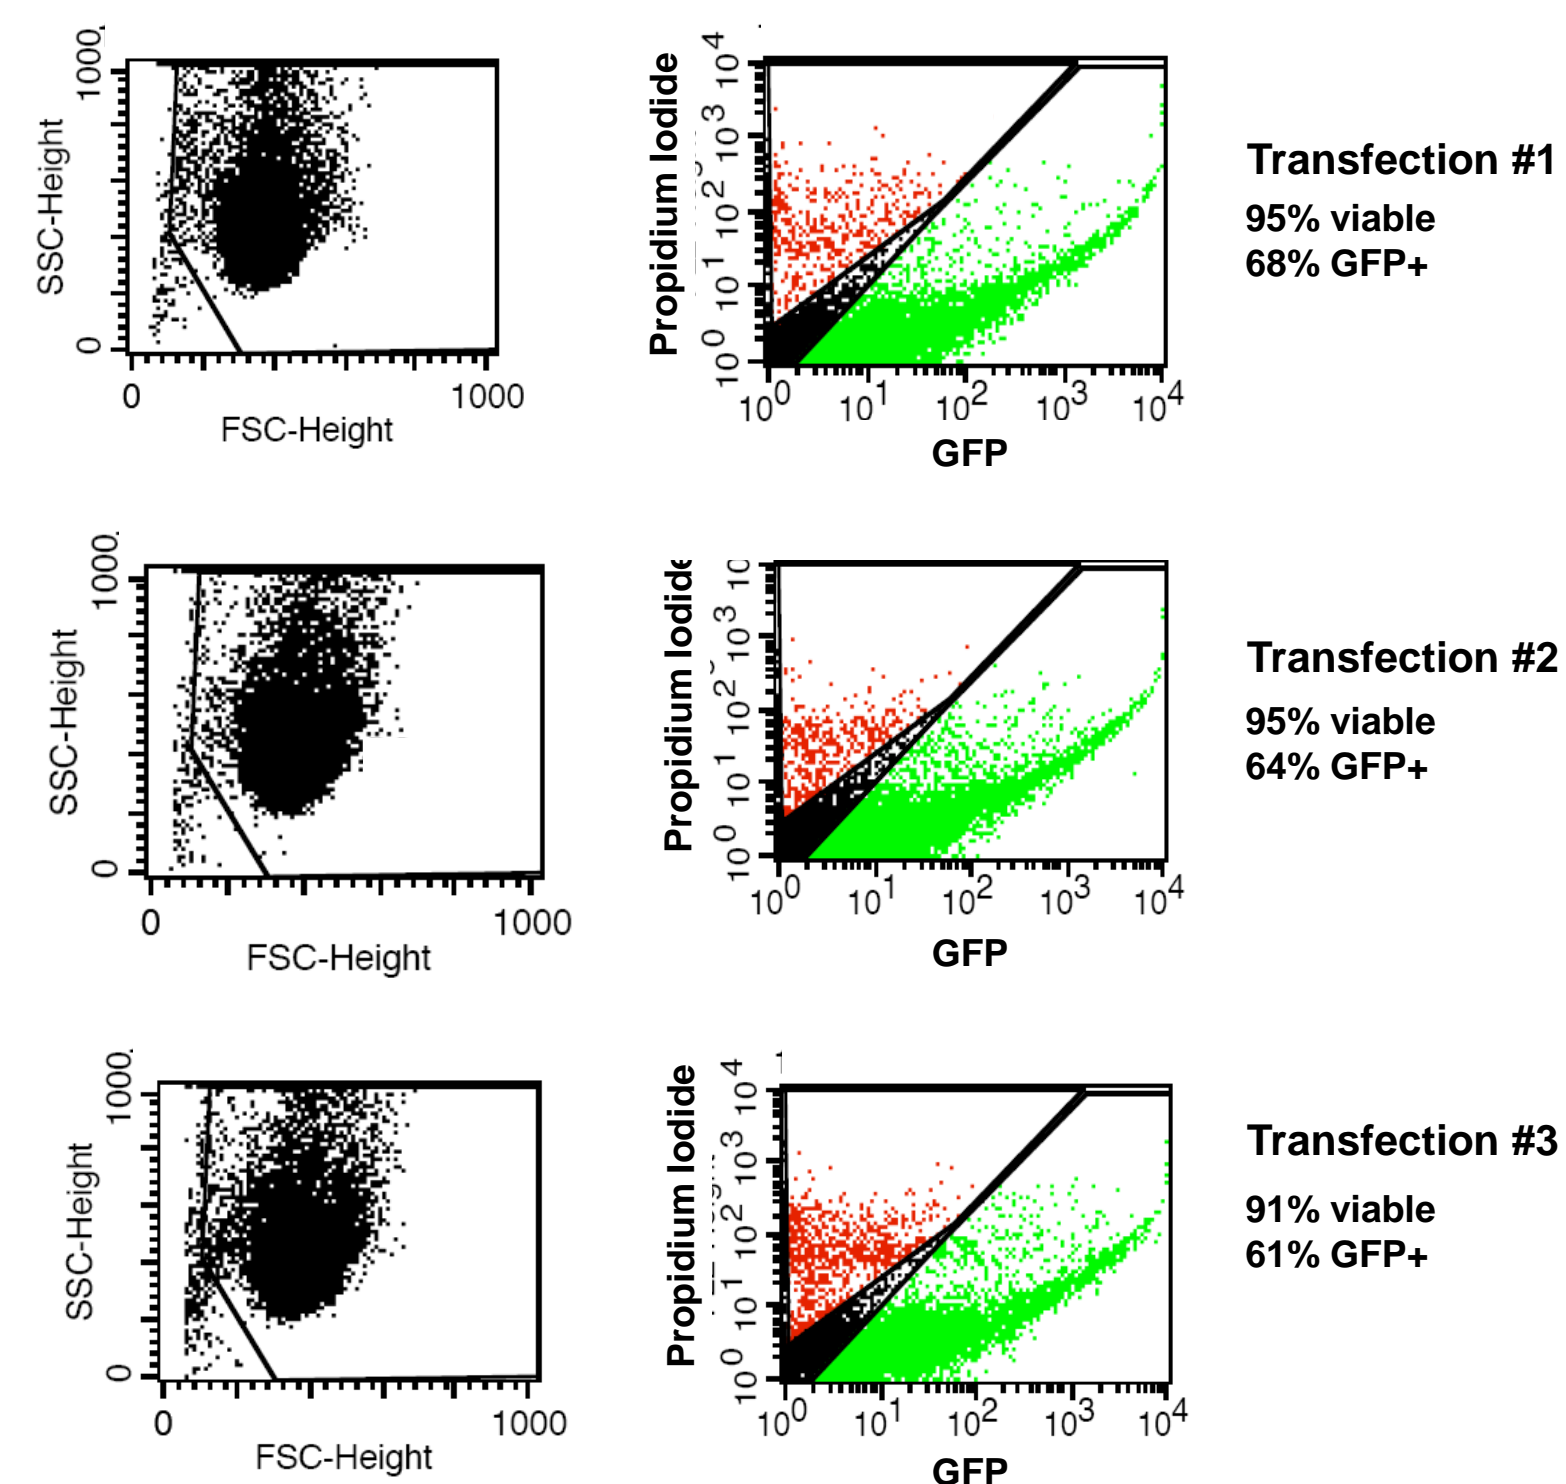 1000
SSC-Height
0
0 1000
FSC-Height
Propidium Iodide
10^4
10^3
10^2
10^1
10^0
10^0 10^1 10^2 10^3 10^4
GFP
Transfection #1
95% viable
68% GFP+
1000
SSC-Height
0
0 1000
FSC-Height
Propidium Iodide
10
10^3
10^2
10^1
10^0
10^0 10^1 10^2 10^3 10^4
GFP
Transfection #2
95% viable
64% GFP+
1000
SSC-Height
0
0 1000
FSC-Height
Propidium Iodide
10^4
10^3
10^2
10^1
10^0
10^0 10^1 10^2 10^3 10^4
GFP
Transfection #3
91% viable
61% GFP+